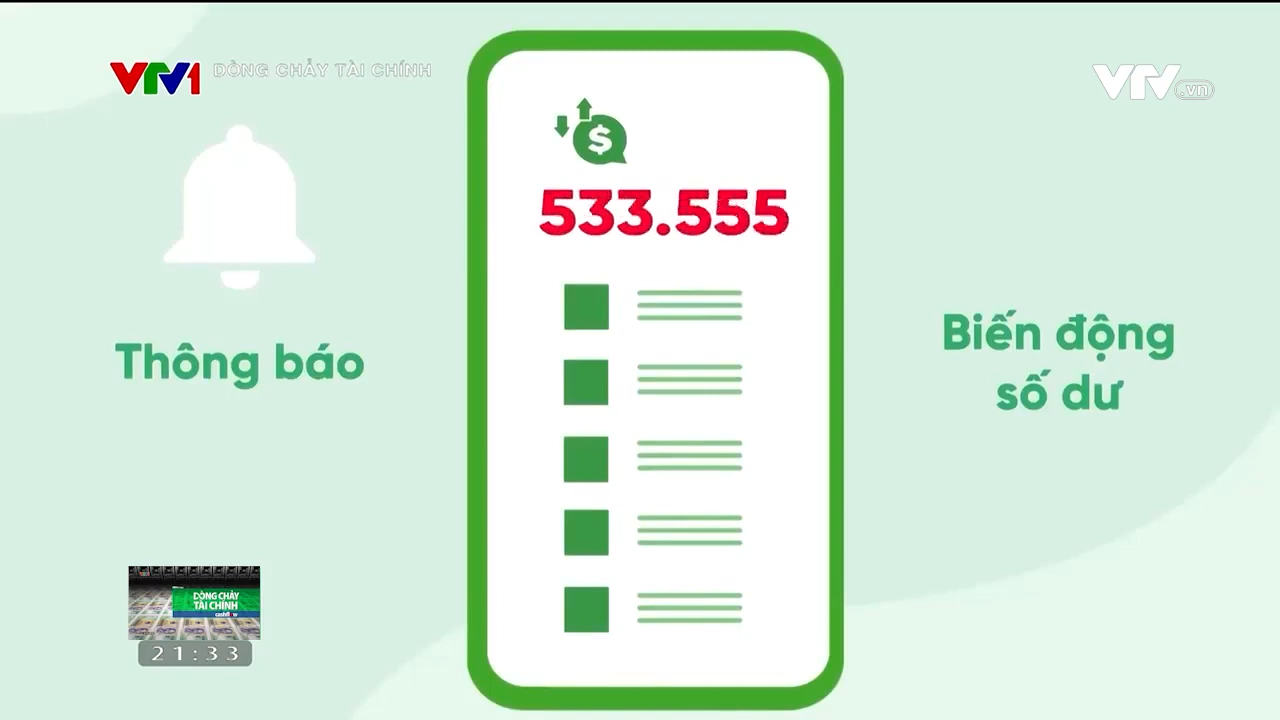 VTV1 DÒNG CHẢY TÀI CHÍNH
VTV.vn
$
533.555
Thông báo
Biến động
số dư
DÒNG CHẢY
TÀI CHÍNH
cashflow
21:33